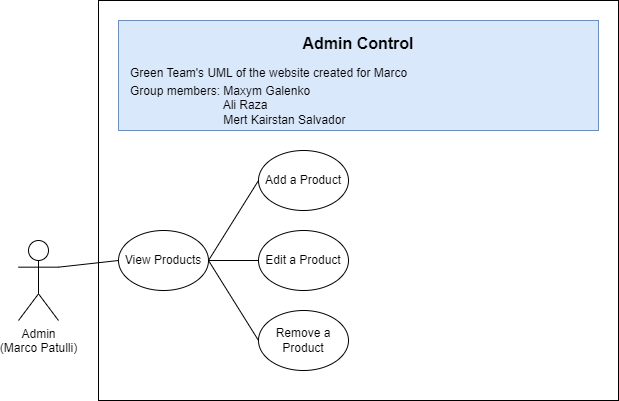 Admin Control
Green Team's UML of the website created for Marco
Group members: Maxym Galenko
Ali Raza
Mert Kairstan Salvador
Add a Product
View Products
Edit a Product
Remove a
Product
Admin
(Marco Patulli)